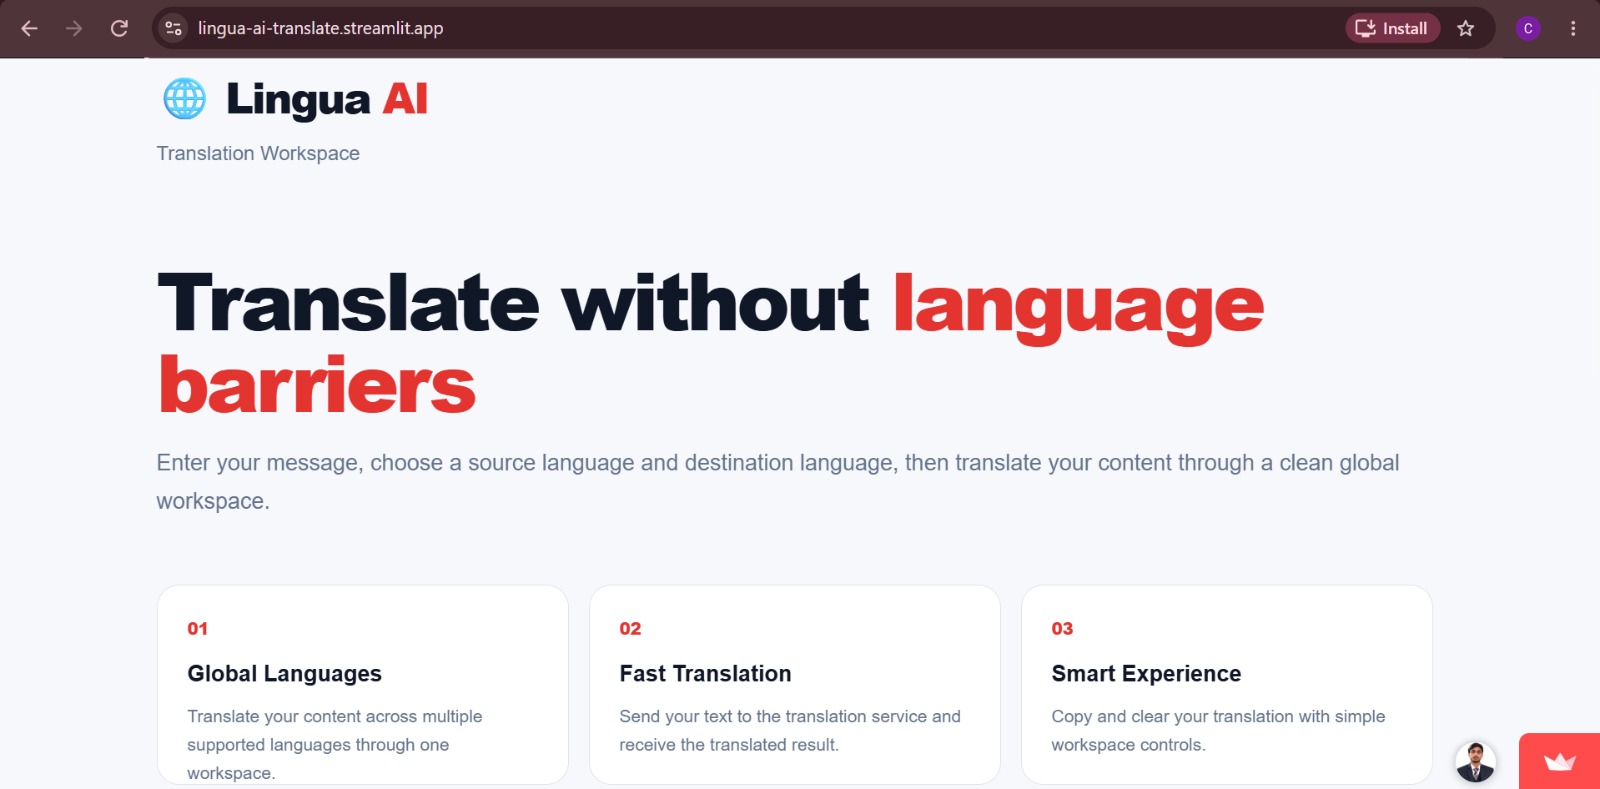 lingua-ai-translate.streamlit.app
Install
C
Lingua AI
Translation Workspace
Translate without language
barriers
Enter your message, choose a source language and destination language, then translate your content through a clean global
workspace.
01
Global Languages
Translate your content across multiple
supported languages through one
workspace.
02
Fast Translation
Send your text to the translation service and
receive the translated result.
03
Smart Experience
Copy and clear your translation with simple
workspace controls.